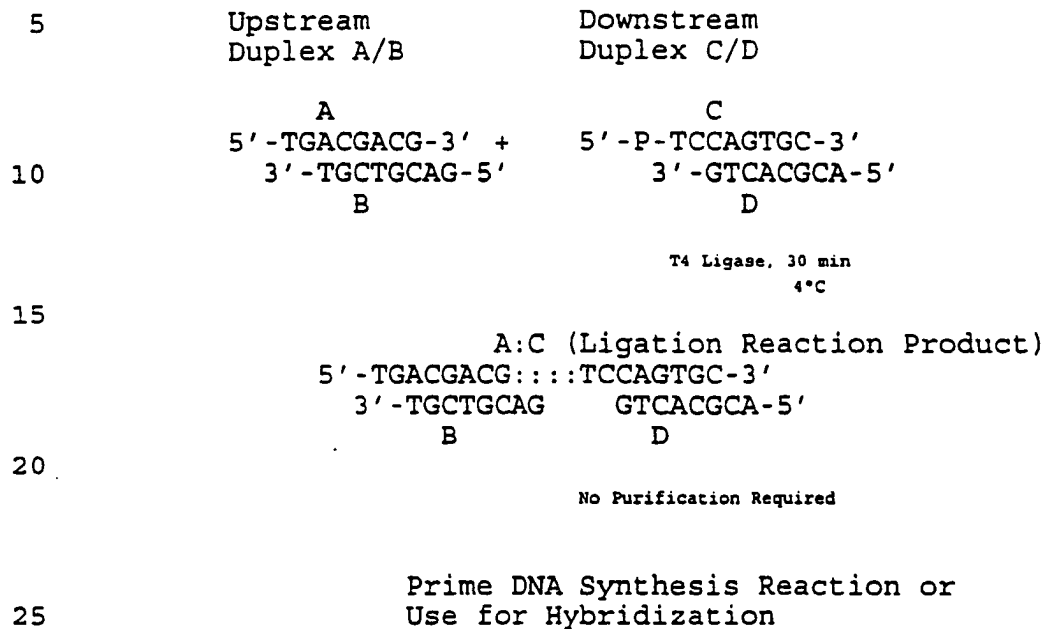 5 Upstream Downstream
Duplex A/B Duplex C/D
A C
5'-TGACGACG-3' + 5'-P-TCCAGTGC-3'
10 3'-TGCTGCAG-5' 3'-GTCACGCA-5'
B D
T4 Ligase, 30 min
4°C
15
A:C (Ligation Reaction Product)
5'-TGACGACG::::TCCAGTGC-3'
3'-TGCTGCAG GTCACGCA-5'
B D
20
No Purification Required
Prime DNA Synthesis Reaction or
25 Use for Hybridization